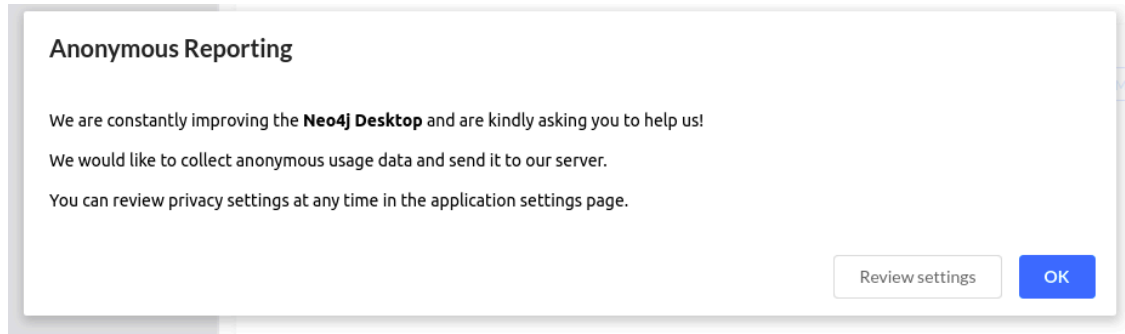 Anonymous Reporting
We are constantly improving the Neo4j Desktop and are kindly asking you to help us!
We would like to collect anonymous usage data and send it to our server.
You can review privacy settings at any time in the application settings page.
Review settings
OK